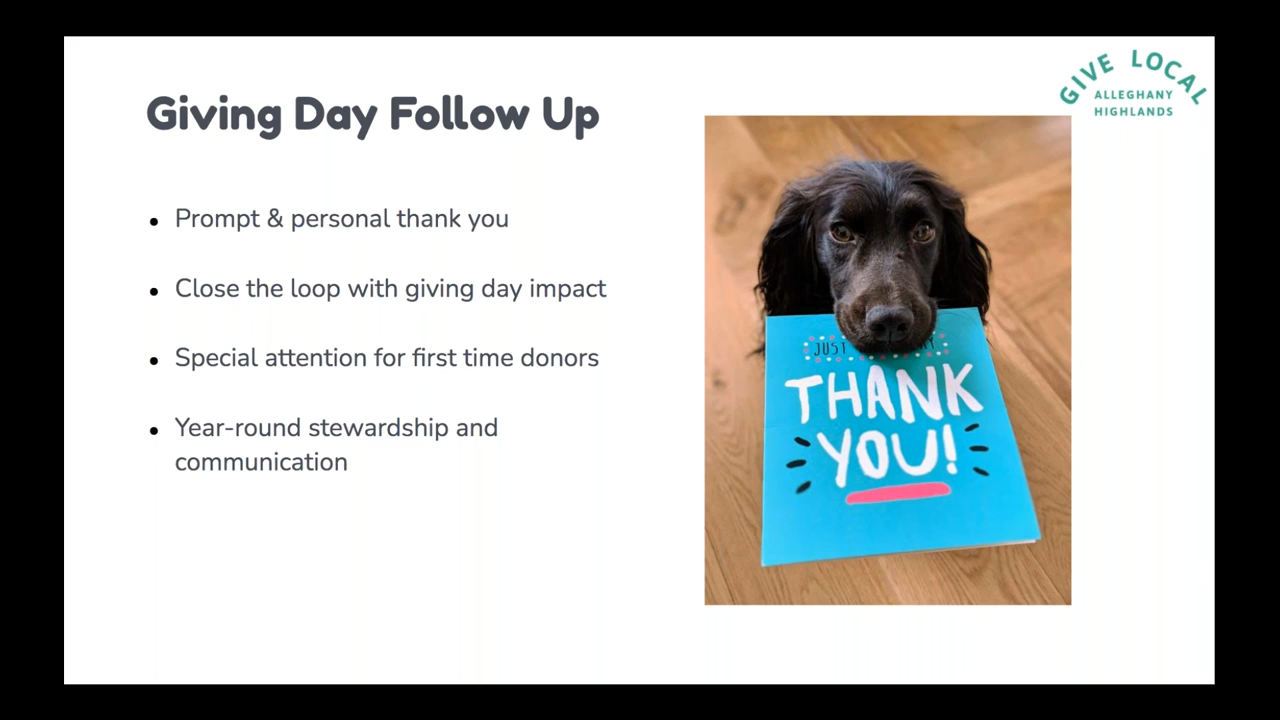 GIVE LOCAL
ALLEGHANY
HIGHLANDS
Giving Day Follow Up
• Prompt & personal thank you
• Close the loop with giving day impact
• Special attention for first time donors
• Year-round stewardship and
communication
JUST
THANK
YOU!